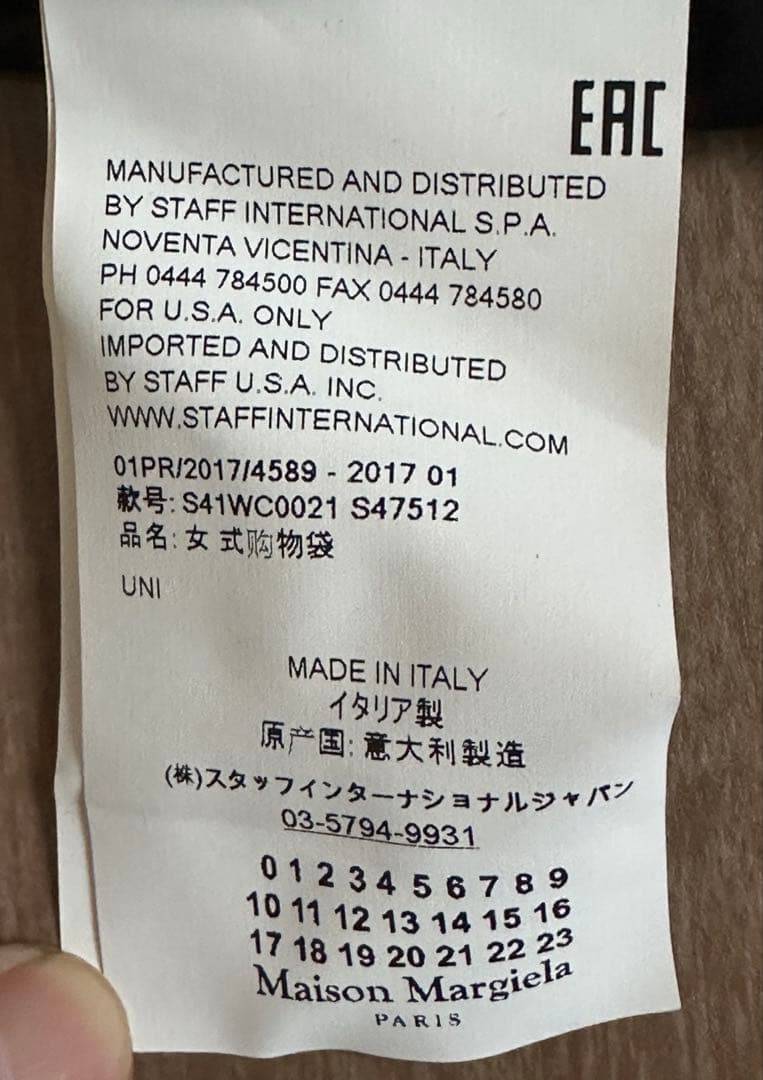 EAC
MANUFACTURED AND DISTRIBUTED
BY STAFF INTERNATIONAL S.P.A.
NOVENTA VICENTINA - ITALY
PH 0444 784500 FAX 0444 784580
FOR U.S.A. ONLY
IMPORTED AND DISTRIBUTED
BY STAFF U.S.A. INC.
WWW.STAFFINTERNATIONAL.COM
01PR/2017/4589 - 2017 01
款号: S41WC0021 S47512
品名: 女 式购物袋
UNI
MADE IN ITALY
イタリア製
原产国: 意大利製造
(株)スタッフインターナショナルジャパン
03-5794-9931
0 1 2 3 4 5 6 7 8 9
10 11 12 13 14 15 16
17 18 19 20 21 22 23
Maison Margiela
PARIS